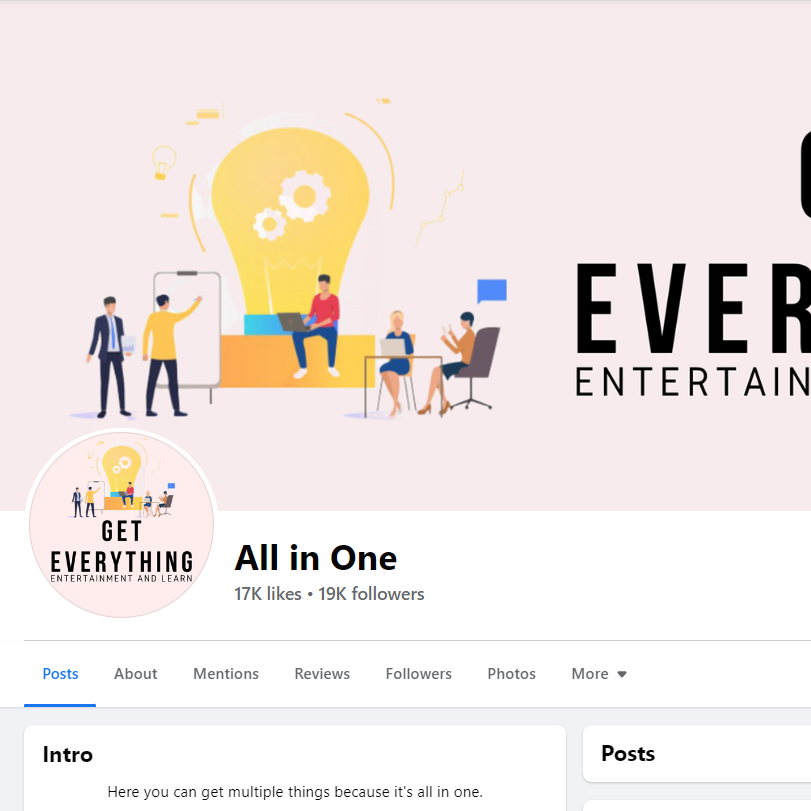 EVER
ENTERTAIN
GET
EVERYTHING
ENTERTAINMENT AND LEARN
All in One
17K likes • 19K followers
Posts
About
Mentions
Reviews
Followers
Photos
More
Intro
Here you can get multiple things because it's all in one.
Posts